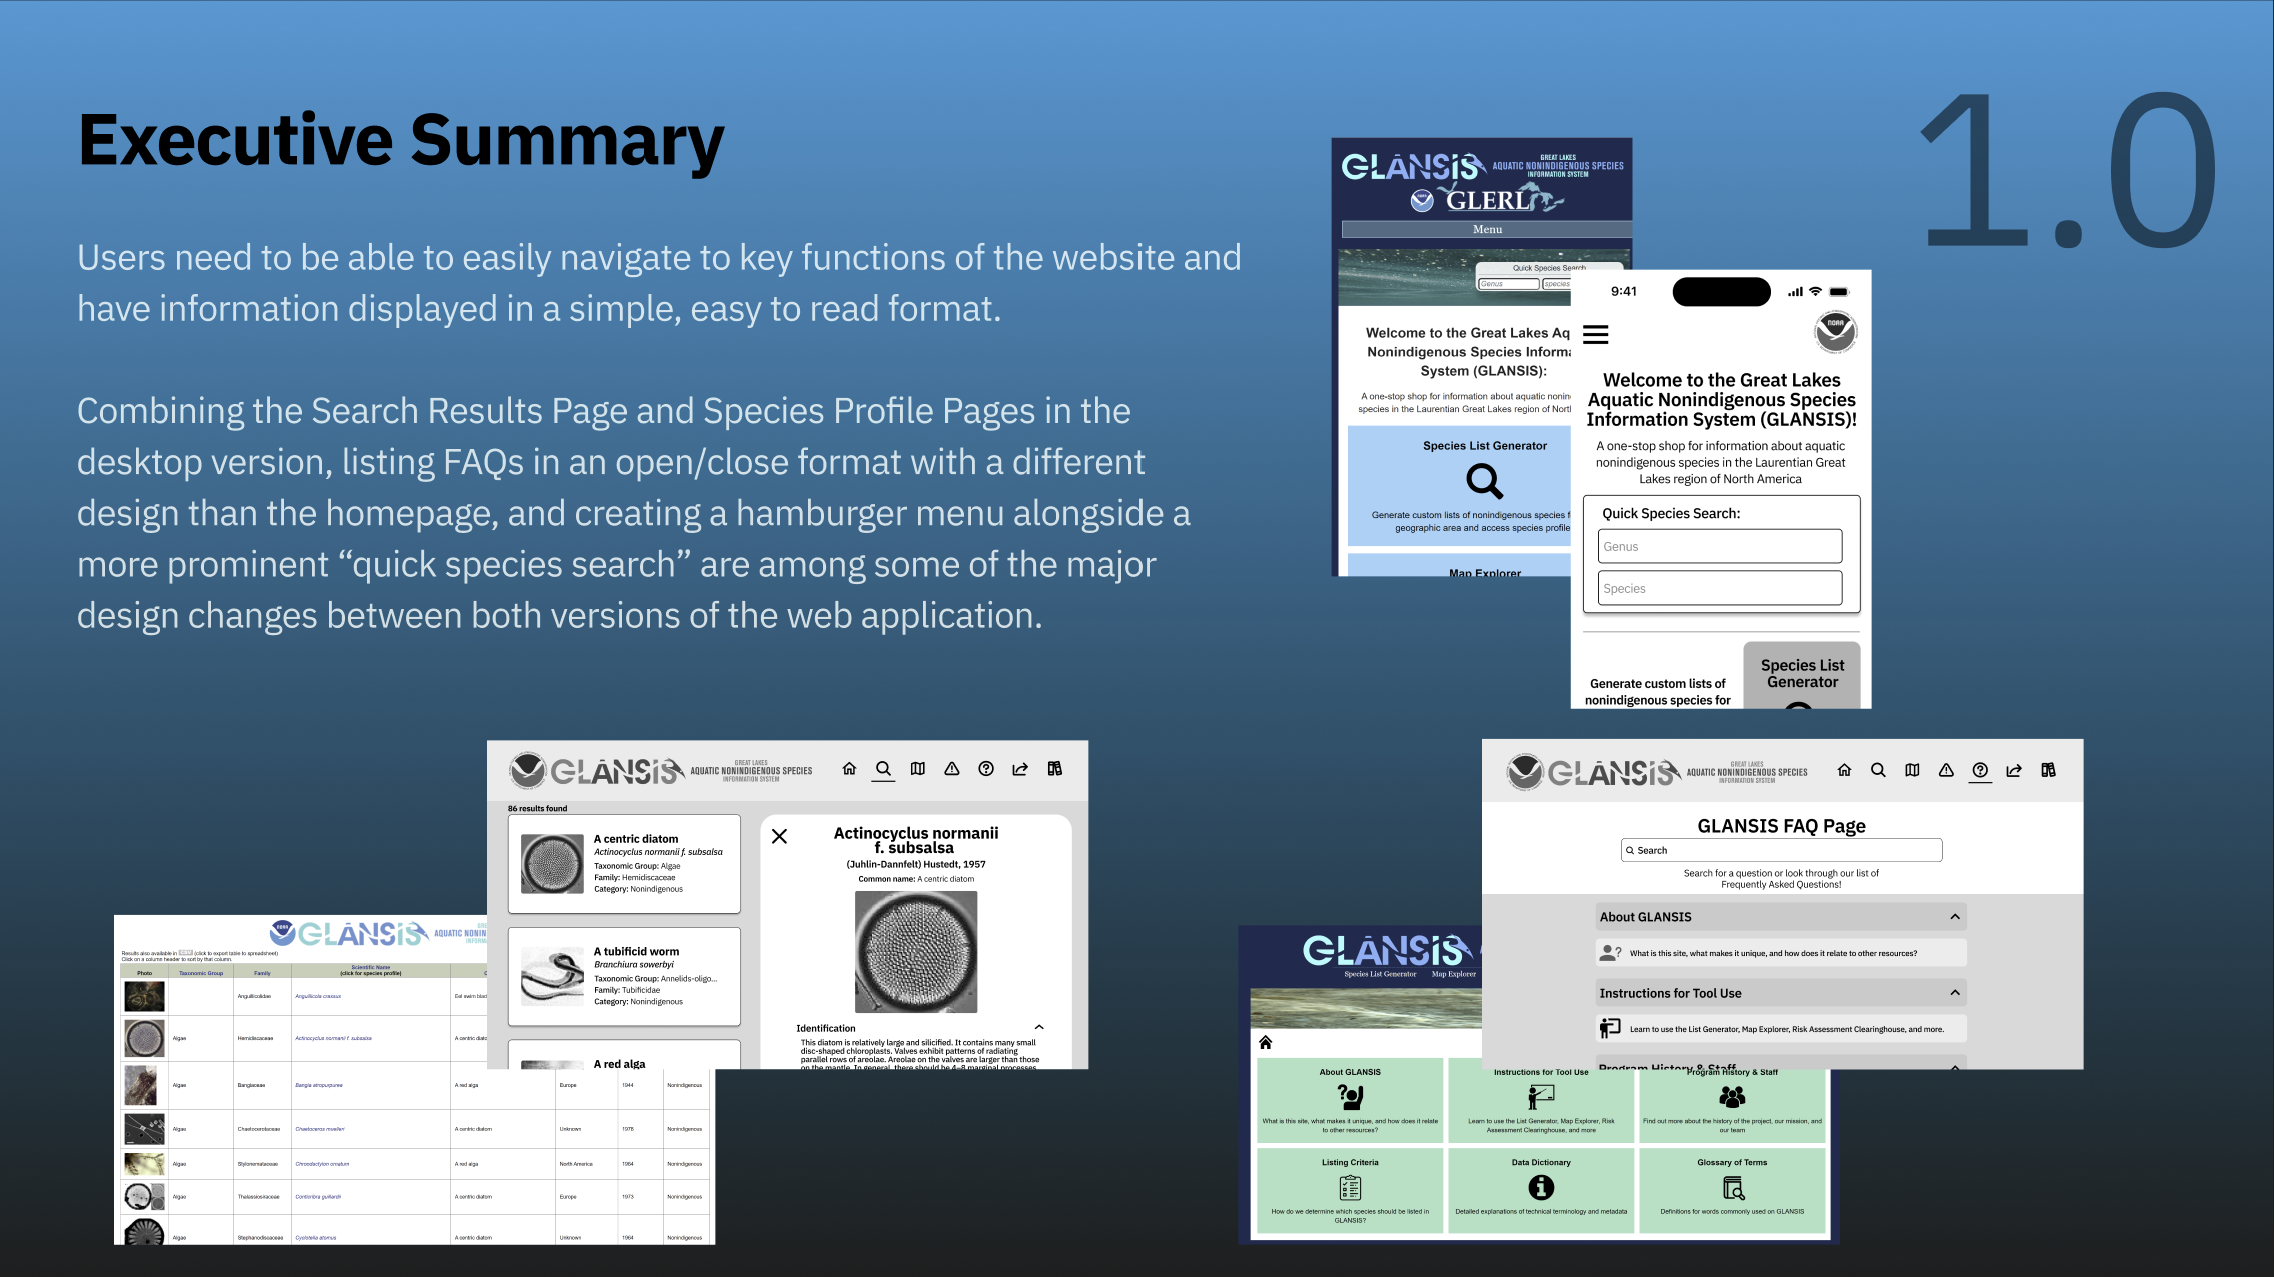 Executive Summary
1.0
Users need to be able to easily navigate to key functions of the website and
have information displayed in a simple, easy to read format.
Combining the Search Results Page and Species Profile Pages in the
desktop version, listing FAQs in an open/close format with a different
design than the homepage, and creating a hamburger menu alongside a
more prominent “quick species search” are among some of the major
design changes between both versions of the web application.
GLANSIS GREAT LAKES
AQUATIC NONINDIGENOUS SPECIES
INFORMATION SYSTEM
NOAA GLERL
Menu
Quick Species Search
Genus species
Welcome to the Great Lakes Aq
Nonindigenous Species Informa
System (GLANSIS):
A one-stop shop for information about aquatic nonin
species in the Laurentian Great Lakes region of Nort
Species List Generator
Generate custom lists of nonindigenous species f
geographic area and access species profile
Map Explorer
9:41
NOAA
Welcome to the Great Lakes
Aquatic Nonindigenous Species
Information System (GLANSIS)!
A one-stop shop for information about aquatic
nonindigenous species in the Laurentian Great
Lakes region of North America
Quick Species Search:
Genus
Species
Species List
Generator
Generate custom lists of
nonindigenous species for
GLANSIS GREAT LAKES
AQUATIC NONINDIGENOUS SPECIES
INFORMATION SYSTEM
86 results found
A centric diatom
Actinocyclus normanii f. subsalsa
Taxonomic Group: Algae
Family: Hemidiscaceae
Category: Nonindigenous
A tubificid worm
Branchiura sowerbyi
Taxonomic Group: Annelids-oligo...
Family: Tubificidae
Category: Nonindigenous
A red alga
Actinocyclus normanii
f. subsalsa
(Juhlin-Dannfelt) Hustedt, 1957
Common name: A centric diatom
Identification
This diatom is relatively large and silicified. It contains many small
disc-shaped chloroplasts. Valves exhibit patterns of radiating
parallel rows of areolae. Areolae on the valves are larger than those
on the mantle. In general, there should be 4–8 marginal processes
NOAA GLANSIS GRE
AQUATIC NONIN
INFORM
Results also available in (click to export table to spreadsheet)
Click on a column header to sort by that column.
Photo Taxonomic Group Family Scientific Name
(click for species profile) C
Anguillicolidae Anguillicola crassus Eel swim blad
Algae Hemidiscaceae Actinocyclus normanii f. subsalsa A centric diato
Algae Bangiaceae Bangia atropurpurea A red alga Europe 1944 Nonindigenous
Algae Chaetocerotaceae Chaetoceros muelleri A centric diatom Unknown 1978 Nonindigenous
Algae Stylonemataceae Chroodactylon ornatum A red alga North America 1964 Nonindigenous
Algae Thalassiosiraceae Conticribra guillardii A centric diatom Europe 1973 Nonindigenous
Algae Stephanodiscaceae Cyclotella atomus A centric diatom Unknown 1964 Nonindigenous
GLANSIS GREAT LAKES
AQUATIC NONINDIGENOUS SPECIES
INFORMATION SYSTEM
GLANSIS FAQ Page
Search
Search for a question or look through our list of
Frequently Asked Questions!
About GLANSIS
What is this site, what makes it unique, and how does it relate to other resources?
Instructions for Tool Use
Learn to use the List Generator, Map Explorer, Risk Assessment Clearinghouse, and more.
Program History & Staff
GLANSIS
Species List Generator Map Explorer
About GLANSIS
What is this site, what makes it unique, and how does it relate
to other resources?
Instructions for Tool Use
Learn to use the List Generator, Map Explorer, Risk
Assessment Clearinghouse, and more
Program History & Staff
Find out more about the history of the project, our mission, and
our team
Listing Criteria
How do we determine which species should be listed in
GLANSIS?
Data Dictionary
Detailed explanations of technical terminology and metadata
Glossary of Terms
Definitions for words commonly used on GLANSIS